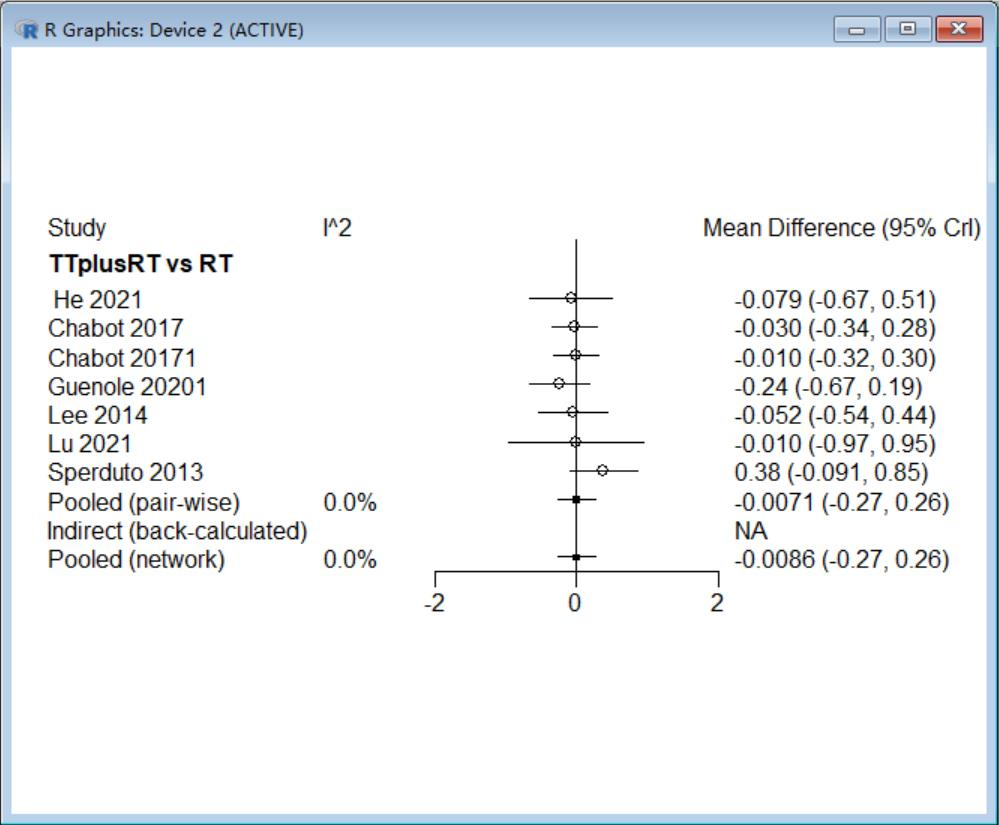 R R Graphics: Device 2 (ACTIVE)
Study I^2 Mean Difference (95% CrI)
TTplusRT vs RT
He 2021 -0.079 (-0.67, 0.51)
Chabot 2017 -0.030 (-0.34, 0.28)
Chabot 20171 -0.010 (-0.32, 0.30)
Guenole 20201 -0.24 (-0.67, 0.19)
Lee 2014 -0.052 (-0.54, 0.44)
Lu 2021 -0.010 (-0.97, 0.95)
Sperduto 2013 0.38 (-0.091, 0.85)
Pooled (pair-wise) 0.0% -0.0071 (-0.27, 0.26)
Indirect (back-calculated) NA
Pooled (network) 0.0% -0.0086 (-0.27, 0.26)
-2 0 2